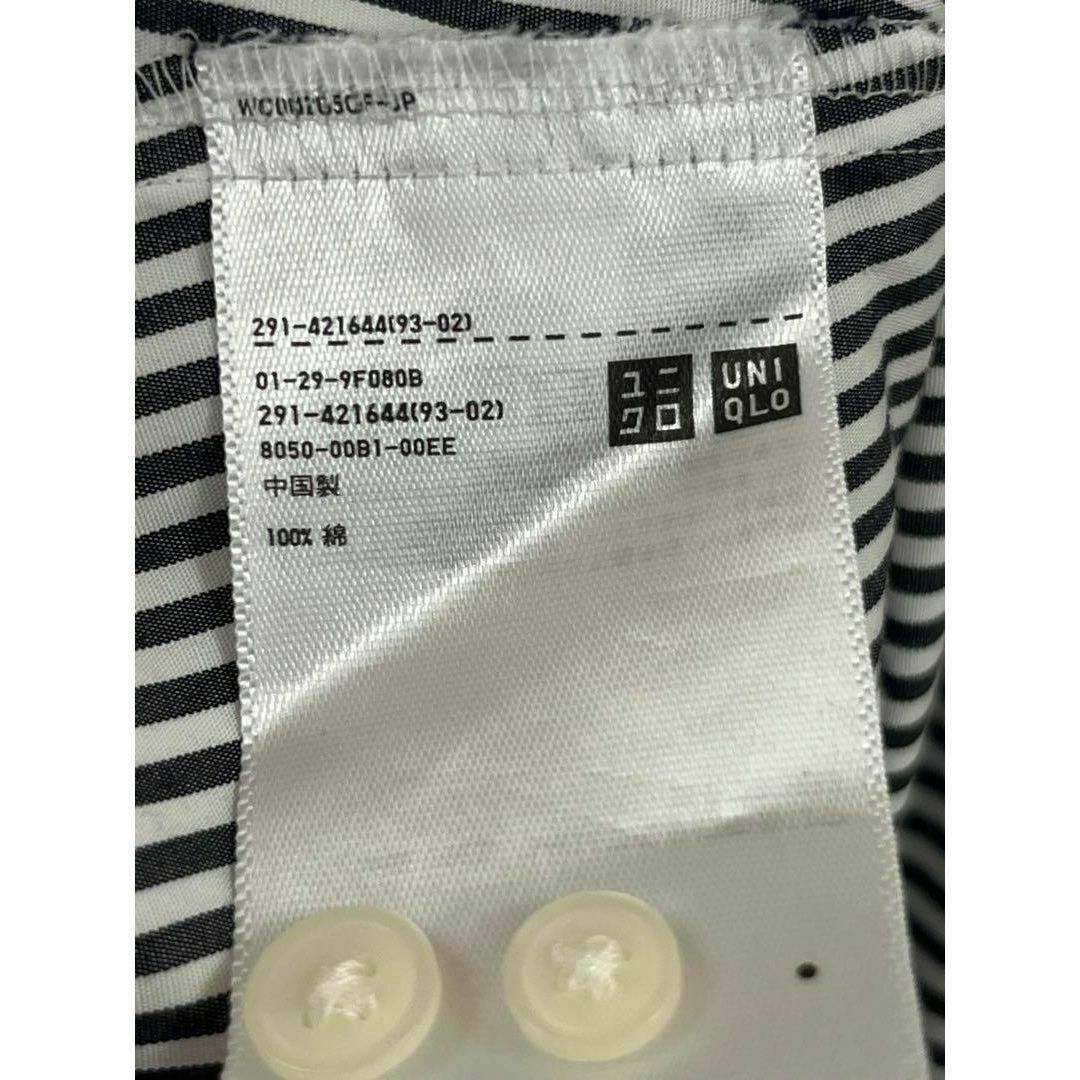 291-421644(93-02)
01-29-9F080B
291-421644(93-02)
8050-00B1-00EE
中国製
100% 綿
ユニ
クロ
UNI
QLO